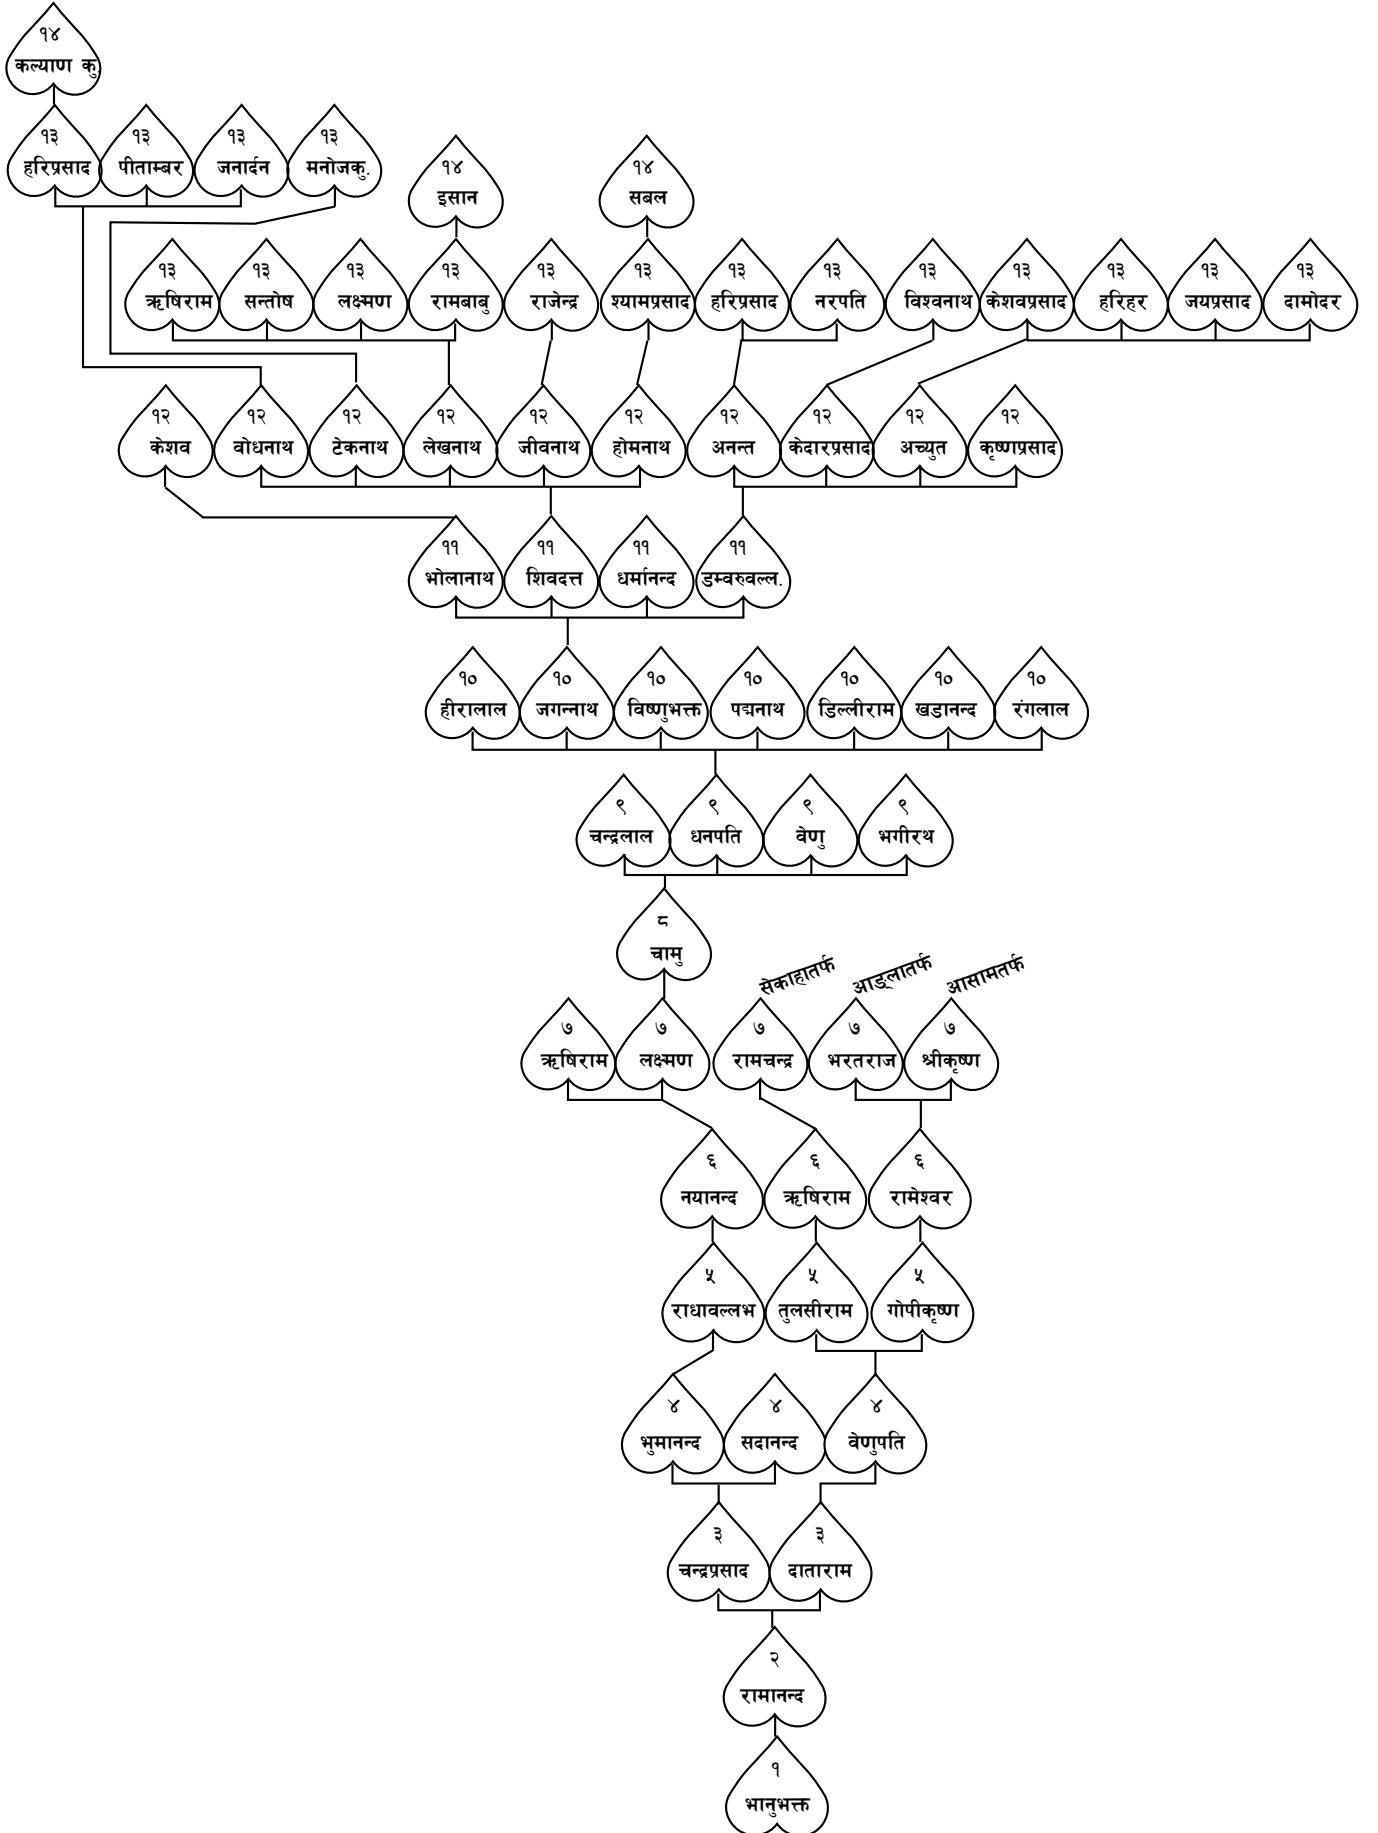 १४
कल्याण कु.
१३ १३ १३ १३
हरिप्रसाद पीताम्बर जनार्दन मनोजकु.
१४ १४
इसान सबल
१३ १३ १३ १३ १३ १३ १३ १३ १३ १३ १३ १३ १३
ऋषिराम सन्तोष लक्ष्मण रामबाबु राजेन्द्र श्यामप्रसाद हरिप्रसाद नरपति विश्वनाथ केशवप्रसाद हरिहर जयप्रसाद दामोदर
१२ १२ १२ १२ १२ १२ १२ १२ १२ १२
केशव वोधनाथ टेकनाथ लेखनाथ जीवनाथ होमनाथ अनन्त केदारप्रसाद अच्युत कृष्णप्रसाद
११ ११ ११ ११
भोलानाथ शिवदत्त धर्मानन्द डम्वरुवल्ल.
१० १० १० १० १० १० १०
हीरालाल जगन्नाथ विष्णुभक्त पद्मनाथ डिल्लीराम खडानन्द रंगलाल
९ ९ ९ ९
चन्द्रलाल धनपति वेणु भगीरथ
८
चामु
सेकाहातर्फ आङ्लातर्फ आसामतर्फ
७ ७ ७ ७ ७
ऋषिराम लक्ष्मण रामचन्द्र भरतराज श्रीकृष्ण
६ ६ ६
नयानन्द ऋषिराम रामेश्वर
५ ५ ५
राधावल्लभ तुलसीराम गोपीकृष्ण
४ ४ ४
भुमानन्द सदानन्द वेणुपति
३ ३
चन्द्रप्रसाद दाताराम
२
रामानन्द
१
भानुभक्त